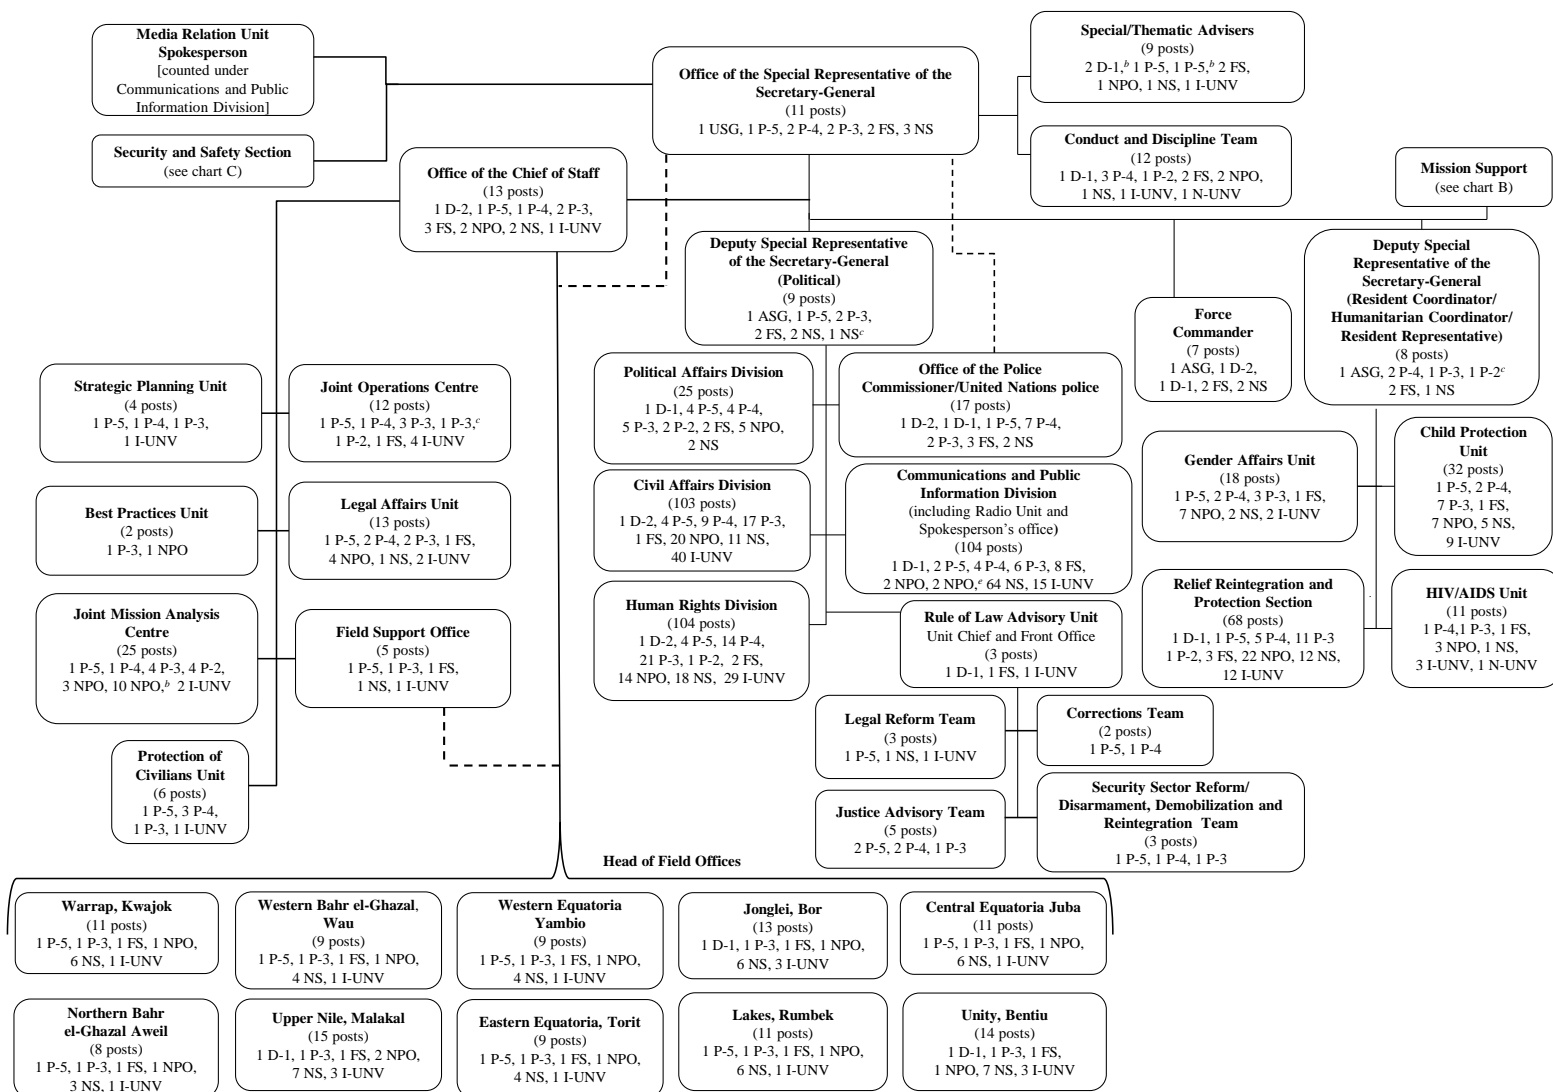 Media Relation Unit
Spokesperson
[counted under
Communications and Public
Information Division]
Security and Safety Section
(see chart C)
Office of the Special Representative of the
Secretary-General
(11 posts)
1 USG, 1 P-5, 2 P-4, 2 P-3, 2 FS, 3 NS
Special/Thematic Advisers
(9 posts)
2 D-1,b 1 P-5, 1 P-5,b 2 FS,
1 NPO, 1 NS, 1 I-UNV
Conduct and Discipline Team
(12 posts)
1 D-1, 3 P-4, 1 P-2, 2 FS, 2 NPO,
1 NS, 1 I-UNV, 1 N-UNV
Mission Support
(see chart B)
Office of the Chief of Staff
(13 posts)
1 D-2, 1 P-5, 1 P-4, 2 P-3,
3 FS, 2 NPO, 2 NS, 1 I-UNV
Deputy Special Representative
of the Secretary-General
(Political)
(9 posts)
1 ASG, 1 P-5, 2 P-3,
2 FS, 2 NS, 1 NSc
Force
Commander
(7 posts)
1 ASG, 1 D-2,
1 D-1, 2 FS, 2 NS
Deputy Special
Representative of the
Secretary-General
(Resident Coordinator/
Humanitarian Coordinator/
Resident Representative)
(8 posts)
1 ASG, 2 P-4, 1 P-3, 1 P-2c
2 FS, 1 NS
Strategic Planning Unit
(4 posts)
1 P-5, 1 P-4, 1 P-3,
1 I-UNV
Joint Operations Centre
(12 posts)
1 P-5, 1 P-4, 3 P-3, 1 P-3,c
1 P-2, 1 FS, 4 I-UNV
Best Practices Unit
(2 posts)
1 P-3, 1 NPO
Legal Affairs Unit
(13 posts)
1 P-5, 2 P-4, 2 P-3, 1 FS,
4 NPO, 1 NS, 2 I-UNV
Joint Mission Analysis
Centre
(25 posts)
1 P-5, 1 P-4, 4 P-3, 4 P-2,
3 NPO, 10 NPO,b 2 I-UNV
Field Support Office
(5 posts)
1 P-5, 1 P-3, 1 FS,
1 NS, 1 I-UNV
Protection of
Civilians Unit
(6 posts)
1 P-5, 3 P-4,
1 P-3, 1 I-UNV
Political Affairs Division
(25 posts)
1 D-1, 4 P-5, 4 P-4,
5 P-3, 2 P-2, 2 FS, 5 NPO,
2 NS
Office of the Police
Commissioner/United Nations police
(17 posts)
1 D-2, 1 D-1, 1 P-5, 7 P-4,
2 P-3, 3 FS, 2 NS
Civil Affairs Division
(103 posts)
1 D-2, 4 P-5, 9 P-4, 17 P-3,
1 FS, 20 NPO, 11 NS,
40 I-UNV
Communications and Public
Information Division
(including Radio Unit and
Spokesperson's office)
(104 posts)
1 D-1, 2 P-5, 4 P-4, 6 P-3, 8 FS,
2 NPO, 2 NPO,e 64 NS, 15 I-UNV
Human Rights Division
(104 posts)
1 D-2, 4 P-5, 14 P-4,
21 P-3, 1 P-2, 2 FS,
14 NPO, 18 NS, 29 I-UNV
Rule of Law Advisory Unit
Unit Chief and Front Office
(3 posts)
1 D-1, 1 FS, 1 I-UNV
Legal Reform Team
(3 posts)
1 P-5, 1 NS, 1 I-UNV
Corrections Team
(2 posts)
1 P-5, 1 P-4
Justice Advisory Team
(5 posts)
2 P-5, 2 P-4, 1 P-3
Security Sector Reform/
Disarmament, Demobilization and
Reintegration Team
(3 posts)
1 P-5, 1 P-4, 1 P-3
Gender Affairs Unit
(18 posts)
1 P-5, 2 P-4, 3 P-3, 1 FS,
7 NPO, 2 NS, 2 I-UNV
Child Protection
Unit
(32 posts)
1 P-5, 2 P-4,
7 P-3, 1 FS,
7 NPO, 5 NS,
9 I-UNV
Relief Reintegration and
Protection Section
(68 posts)
1 D-1, 1 P-5, 5 P-4, 11 P-3
1 P-2, 3 FS, 22 NPO, 12 NS,
12 I-UNV
HIV/AIDS Unit
(11 posts)
1 P-4,1 P-3, 1 FS,
3 NPO, 1 NS,
3 I-UNV, 1 N-UNV
Head of Field Offices
Warrap, Kwajok
(11 posts)
1 P-5, 1 P-3, 1 FS, 1 NPO,
6 NS, 1 I-UNV
Western Bahr el-Ghazal,
Wau
(9 posts)
1 P-5, 1 P-3, 1 FS, 1 NPO,
4 NS, 1 I-UNV
Western Equatoria
Yambio
(9 posts)
1 P-5, 1 P-3, 1 FS, 1 NPO,
4 NS, 1 I-UNV
Jonglei, Bor
(13 posts)
1 D-1, 1 P-3, 1 FS, 1 NPO,
6 NS, 3 I-UNV
Central Equatoria Juba
(11 posts)
1 P-5, 1 P-3, 1 FS, 1 NPO,
6 NS, 1 I-UNV
Northern Bahr
el-Ghazal Aweil
(8 posts)
1 P-5, 1 P-3, 1 FS, 1 NPO,
3 NS, 1 I-UNV
Upper Nile, Malakal
(15 posts)
1 D-1, 1 P-3, 1 FS, 2 NPO,
7 NS, 3 I-UNV
Eastern Equatoria, Torit
(9 posts)
1 P-5, 1 P-3, 1 FS, 1 NPO,
4 NS, 1 I-UNV
Lakes, Rumbek
(11 posts)
1 P-5, 1 P-3, 1 FS, 1 NPO,
6 NS, 1 I-UNV
Unity, Bentiu
(14 posts)
1 D-1, 1 P-3, 1 FS,
1 NPO, 7 NS, 3 I-UNV